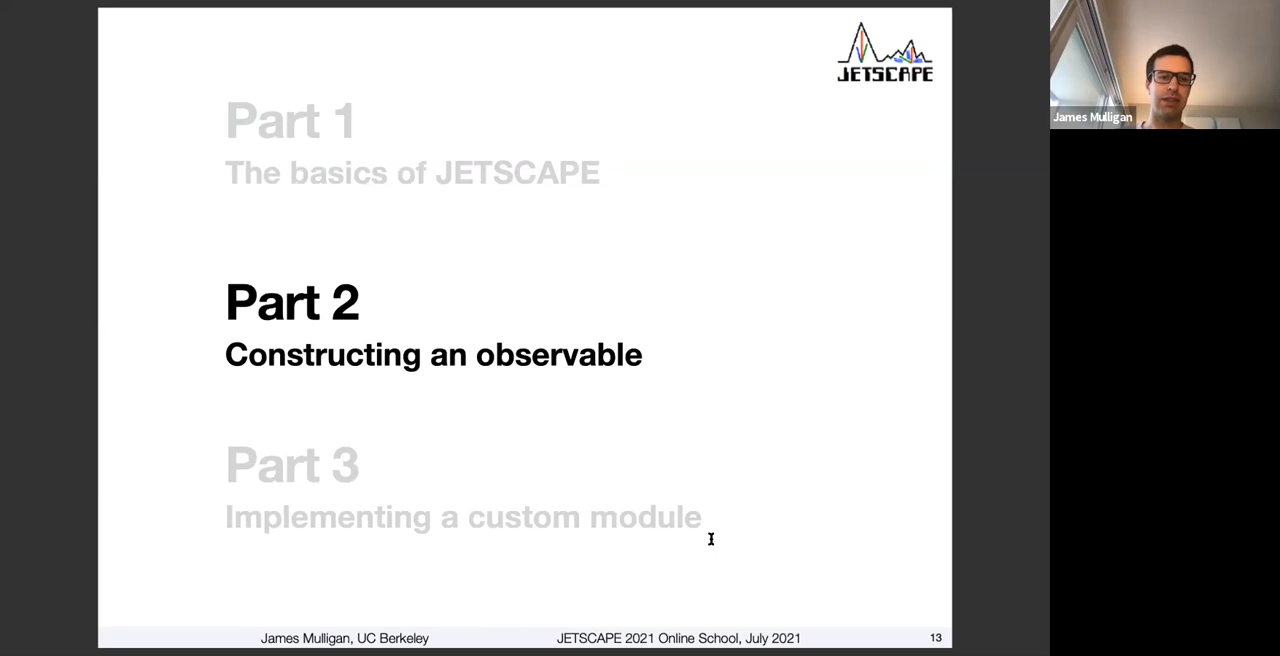 JETSCAPE
Part 1
The basics of JETSCAPE
Part 2
Constructing an observable
Part 3
Implementing a custom module
James Mulligan, UC Berkeley
JETSCAPE 2021 Online School, July 2021
13
James Mulligan